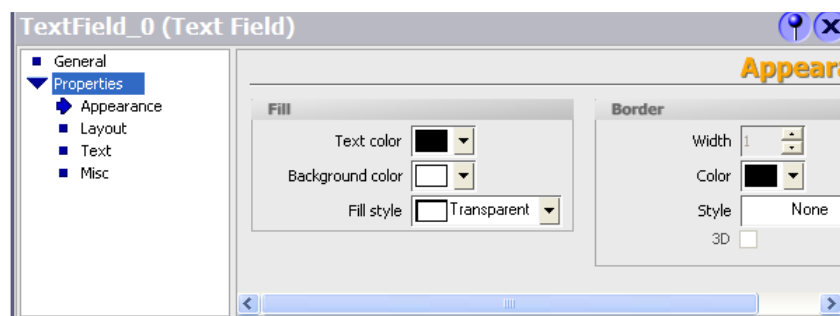 TextField_0 (Text Field)
General
Properties
Appearance
Layout
Text
Misc
Appear
Fill
Text color
Background color
Fill style Transparent
Border
Width 1
Color
Style None
3D